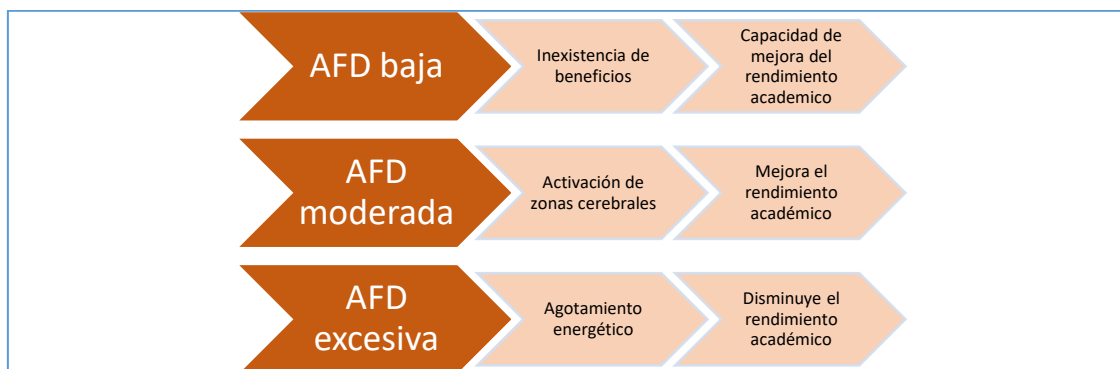 AFD baja
Inexistencia de
beneficios
Capacidad de
mejora del
rendimiento
academico
AFD
moderada
Activación de
zonas cerebrales
Mejora el
rendimiento
académico
AFD
excesiva
Agotamiento
energético
Disminuye el
rendimiento
académico